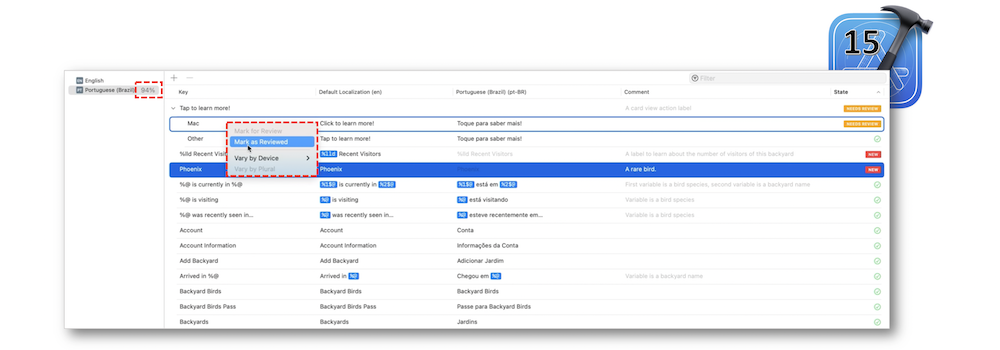 15
English
Portuguese (Brazil) 94%
Filter
Key Default Localization (en) Portuguese (Brazil) (pt-BR) Comment State
Tap to learn more! A card view action label NEEDS REVIEW
Mac Click to learn more! Toque para saber mais! NEEDS REVIEW
Other Tap to learn more! Toque para saber mais!
Mark for Review
Mark as Reviewed
Vary by Device
Vary by Plural
%lld Recent Visi %lld Recent Visitors %lld Recent Visitors A label to learn about the number of visitors of this backyard NEW
Phoenix Phoenix A rare bird. NEW
%@ is currently in %@ %1$@ is currently in %2$@ %1$@ está em %2$@ First variable is a bird species, second variable is a backyard name
%@ is visiting %@ is visiting %@ está visitando Variable is a bird species
%@ was recently seen in... %@ was recently seen in... %@ esteve recentemente em... Variable is a bird species
Account Account Conta
Account Information Account Information Informações da Conta
Add Backyard Add Backyard Adicionar Jardim
Arrived in %@ Arrived in %@ Chegou em %@ Variable is a backyard name
Backyard Birds Backyard Birds Backyard Birds
Backyard Birds Pass Backyard Birds Pass Passe para Backyard Birds
Backyards Backyards Jardins